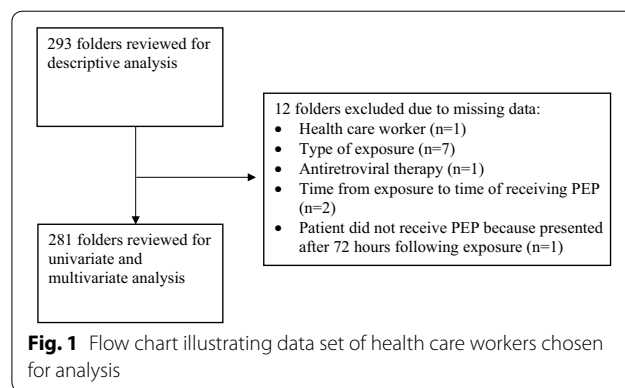 293 folders reviewed for
descriptive analysis
12 folders excluded due to missing data:
• Health care worker (n=1)
• Type of exposure (n=7)
• Antiretroviral therapy (n=1)
• Time from exposure to time of receiving PEP
(n=2)
• Patient did not receive PEP because presented
after 72 hours following exposure (n=1)
281 folders reviewed for
univariate and
multivariate analysis
Fig. 1 Flow chart illustrating data set of health care workers chosen
for analysis